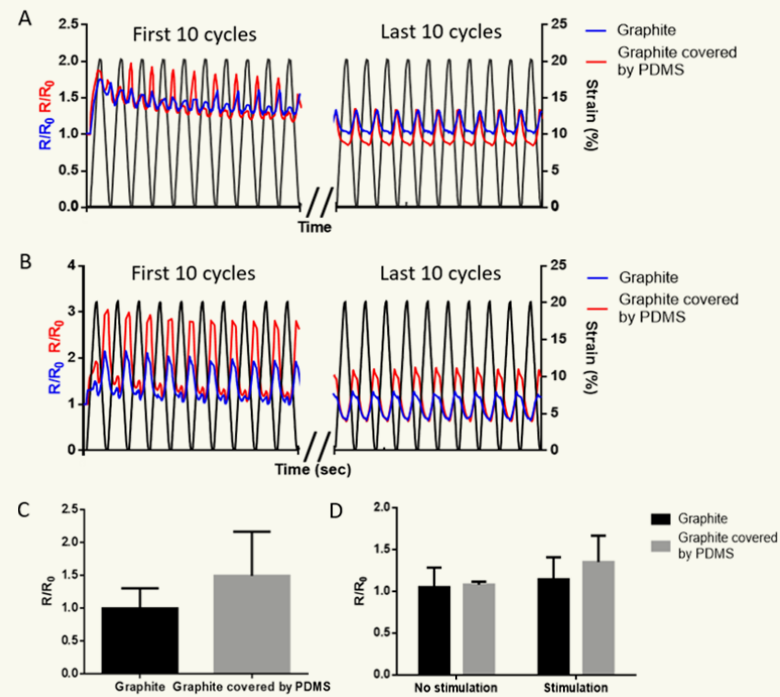 A
First 10 cycles
Last 10 cycles
2.5
2.0
1.5
1.0
0.5
0.0
R/R0 R/R0
25
20
15
10
5
0
Strain (%)
Time
Graphite
Graphite covered
by PDMS
B
First 10 cycles
Last 10 cycles
4
3
2
1
0
R/R0 R/R0
25
20
15
10
5
0
Strain (%)
Time (sec)
Graphite
Graphite covered
by PDMS
C
2.5
2.0
1.5
1.0
0.5
0.0
R/R0
Graphite Graphite covered by PDMS
D
2.0
1.5
1.0
0.5
0.0
R/R0
No stimulation Stimulation
Graphite
Graphite covered
by PDMS